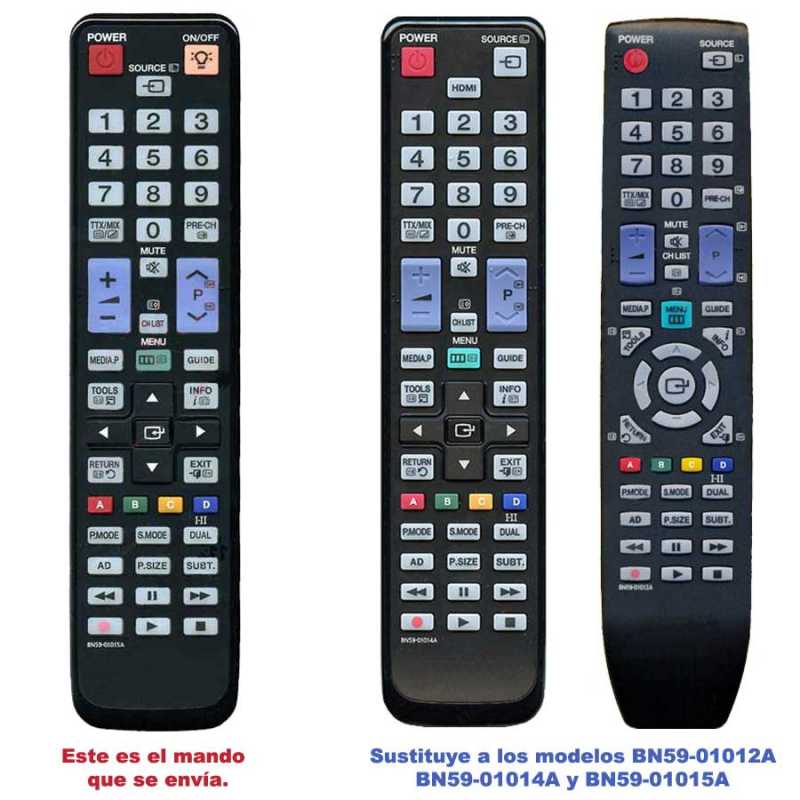 POWER
ON/OFF
SOURCE
1 2 3
4 5 6
7 8 9
TTX/MIX 0 PRE-CH
MUTE
+
P
−
CH LIST
MENU
MEDIA.P
GUIDE
TOOLS
INFO
i
RETURN
EXIT
A B C D
I-II
P.MODE S.MODE DUAL
AD P.SIZE SUBT.
BN59-01015A
POWER
SOURCE
HDMI
1 2 3
4 5 6
7 8 9
TTX/MIX 0 PRE-CH
MUTE
+
P
−
CH LIST
MENU
MEDIA.P
GUIDE
TOOLS
INFO
i
RETURN
EXIT
A B C D
I-II
P.MODE S.MODE DUAL
AD P.SIZE SUBT.
BN59-01014A
POWER
SOURCE
1 2 3
4 5 6
7 8 9
TTX/MIX 0 PRE-CH
MUTE
+
P
CH LIST
−
MEDIA.P
MENU
GUIDE
TOOLS
INFO
i
RETURN
EXIT
A B C D
I-II
P.MODE S.MODE DUAL
AD P.SIZE SUBT.
BN59-01012A
Este es el mando
que se envía.
Sustituye a los modelos BN59-01012A
BN59-01014A y BN59-01015A